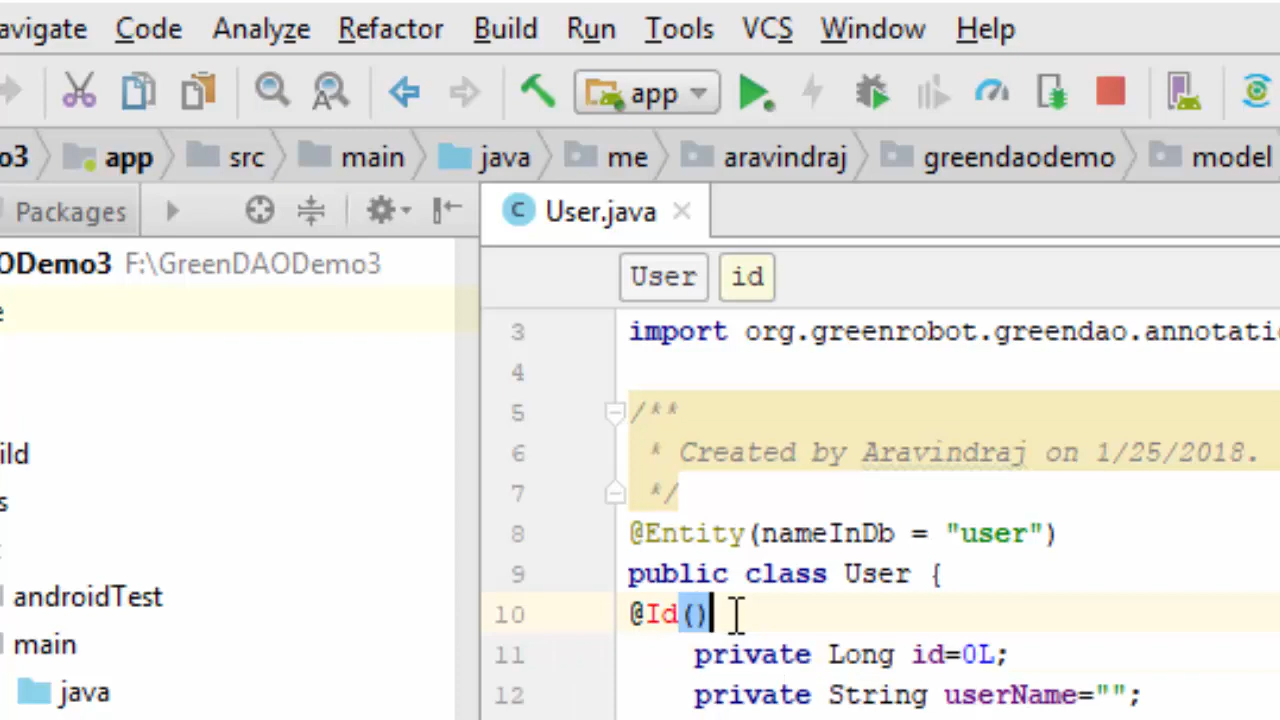 avigate Code Analyze Refactor Build Run Tools VCS Window Help
app
o3 app src main java me aravindraj greendaodemo model
Packages
User.java
ODemo3 F:\GreenDAODemo3
User id
3 import org.greenrobot.greendao.annotatio
4
5 /**
6 * Created by Aravindraj on 1/25/2018.
7 */
8 @Entity(nameInDb = "user")
9 public class User {
10 @Id()
11 private Long id=0L;
12 private String userName="";
e
ild
s
androidTest
main
java